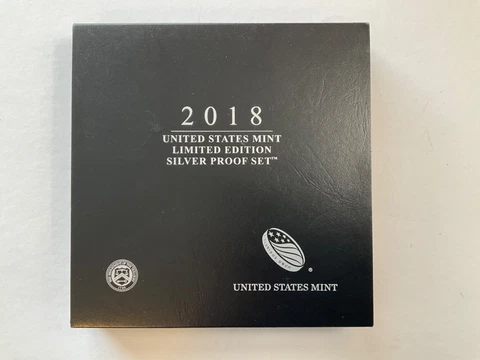 2018
UNITED STATES MINT
LIMITED EDITION
SILVER PROOF SET™
UNITED STATES MINT